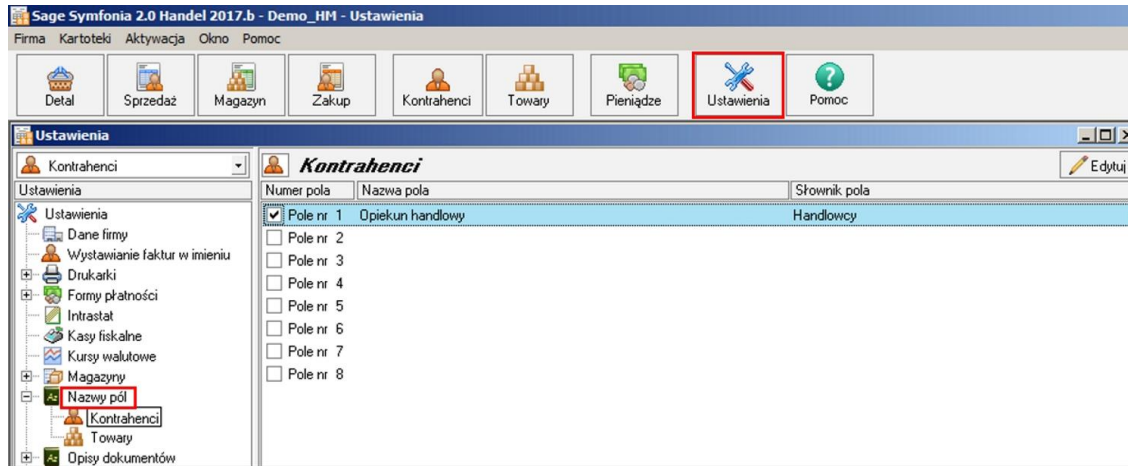 Sage Symfonia 2.0 Handel 2017.b - Demo_HM - Ustawienia
Firma Kartoteki Aktywacja Okno Pomoc
Detal Sprzedaż Magazyn Zakup Kontrahenci Towary Pieniądze Ustawienia Pomoc
Ustawienia
Kontrahenci
Kontrahenci
Edytuj
Ustawienia
Numer pola Nazwa pola Słownik pola
Ustawienia
Pole nr 1 Opiekun handlowy Handlowcy
Dane firmy
Pole nr 2
Wystawianie faktur w imieniu
Pole nr 3
Drukarki
Pole nr 4
Formy płatności
Pole nr 5
Intrastat
Pole nr 6
Kasy fiskalne
Pole nr 7
Kursy walutowe
Pole nr 8
Magazyny
Nazwy pól
Kontrahenci
Towary
Opisy dokumentów